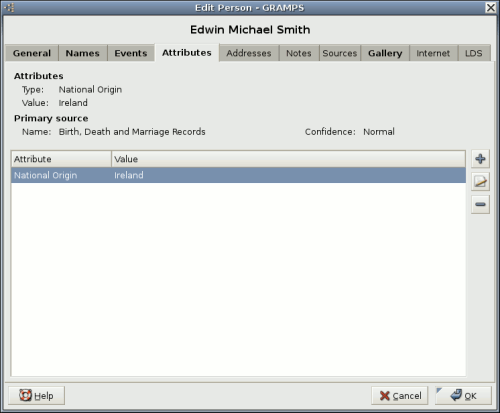 Edit Person - GRAMPS
Edwin Michael Smith
General Names Events Attributes Addresses Notes Sources Gallery Internet LDS
Attributes
Type: National Origin
Value: Ireland
Primary source
Name: Birth, Death and Marriage Records Confidence: Normal
Attribute Value
National Origin Ireland
Help Cancel OK